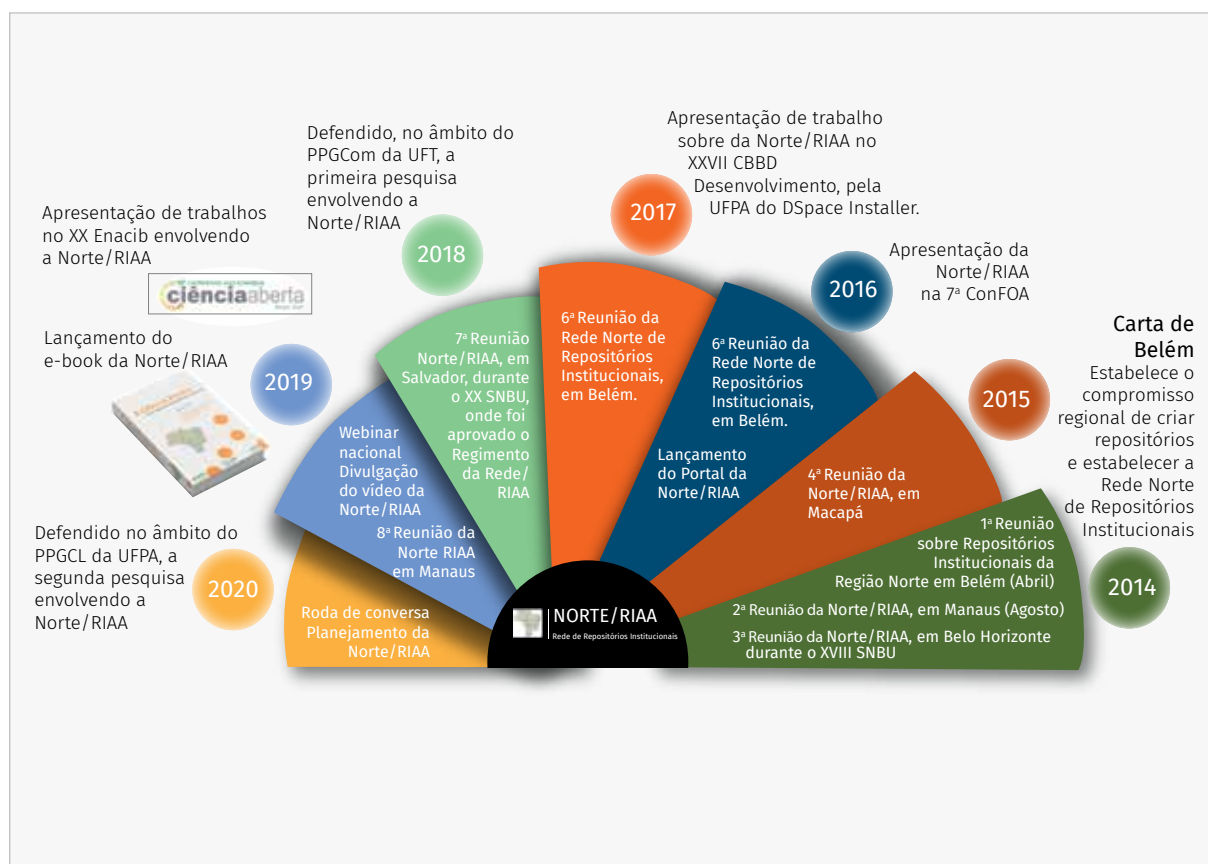 Defendido, no âmbito do
PPGCom da UFT, a
primeira pesquisa
envolvendo a
Norte/RIAA
2018
Apresentação de trabalho
sobre da Norte/RIAA no
XXVII CBBD
Desenvolvimento, pela
UFPA do DSpace Installer.
2017
Apresentação de trabalhos
no XX Enacib envolvendo
a Norte/RIAA
ciênciaaberta
Lançamento do
e-book da Norte/RIAA
2019
Apresentação da
Norte/RIAA
na 7ª ConFOA
2016
Carta de
Belém
Estabelece o
compromisso
regional de criar
repositórios
e estabelecer a
Rede Norte
de Repositórios
Institucionais
2015
2014
Defendido no âmbito do
PPGCL da UFPA, a
segunda pesquisa
envolvendo a
Norte/RIAA
2020
Roda de conversa
Planejamento da
Norte/RIAA
Webinar
nacional
Divulgação
do vídeo da
Norte/RIAA
8ª Reunião da
Norte RIAA
em Manaus
7ª Reunião
Norte/RIAA, em
Salvador, durante
o XX SNBU,
onde foi
aprovado o
Regimento
da Rede/
RIAA
6ª Reunião da
Rede Norte de
Repositórios
Institucionais,
em Belém.
6ª Reunião da
Rede Norte de
Repositórios
Institucionais,
em Belém.
Lançamento
do Portal da
Norte/RIAA
4ª Reunião da
Norte/RIAA, em
Macapá
1ª Reunião
sobre Repositórios
Institucionais da
Região Norte em Belém (Abril)
2ª Reunião da Norte/RIAA, em Manaus (Agosto)
3ª Reunião da Norte/RIAA, em Belo Horizonte
durante o XVIII SNBU
NORTE/RIAA
Rede de Repositórios Institucionais